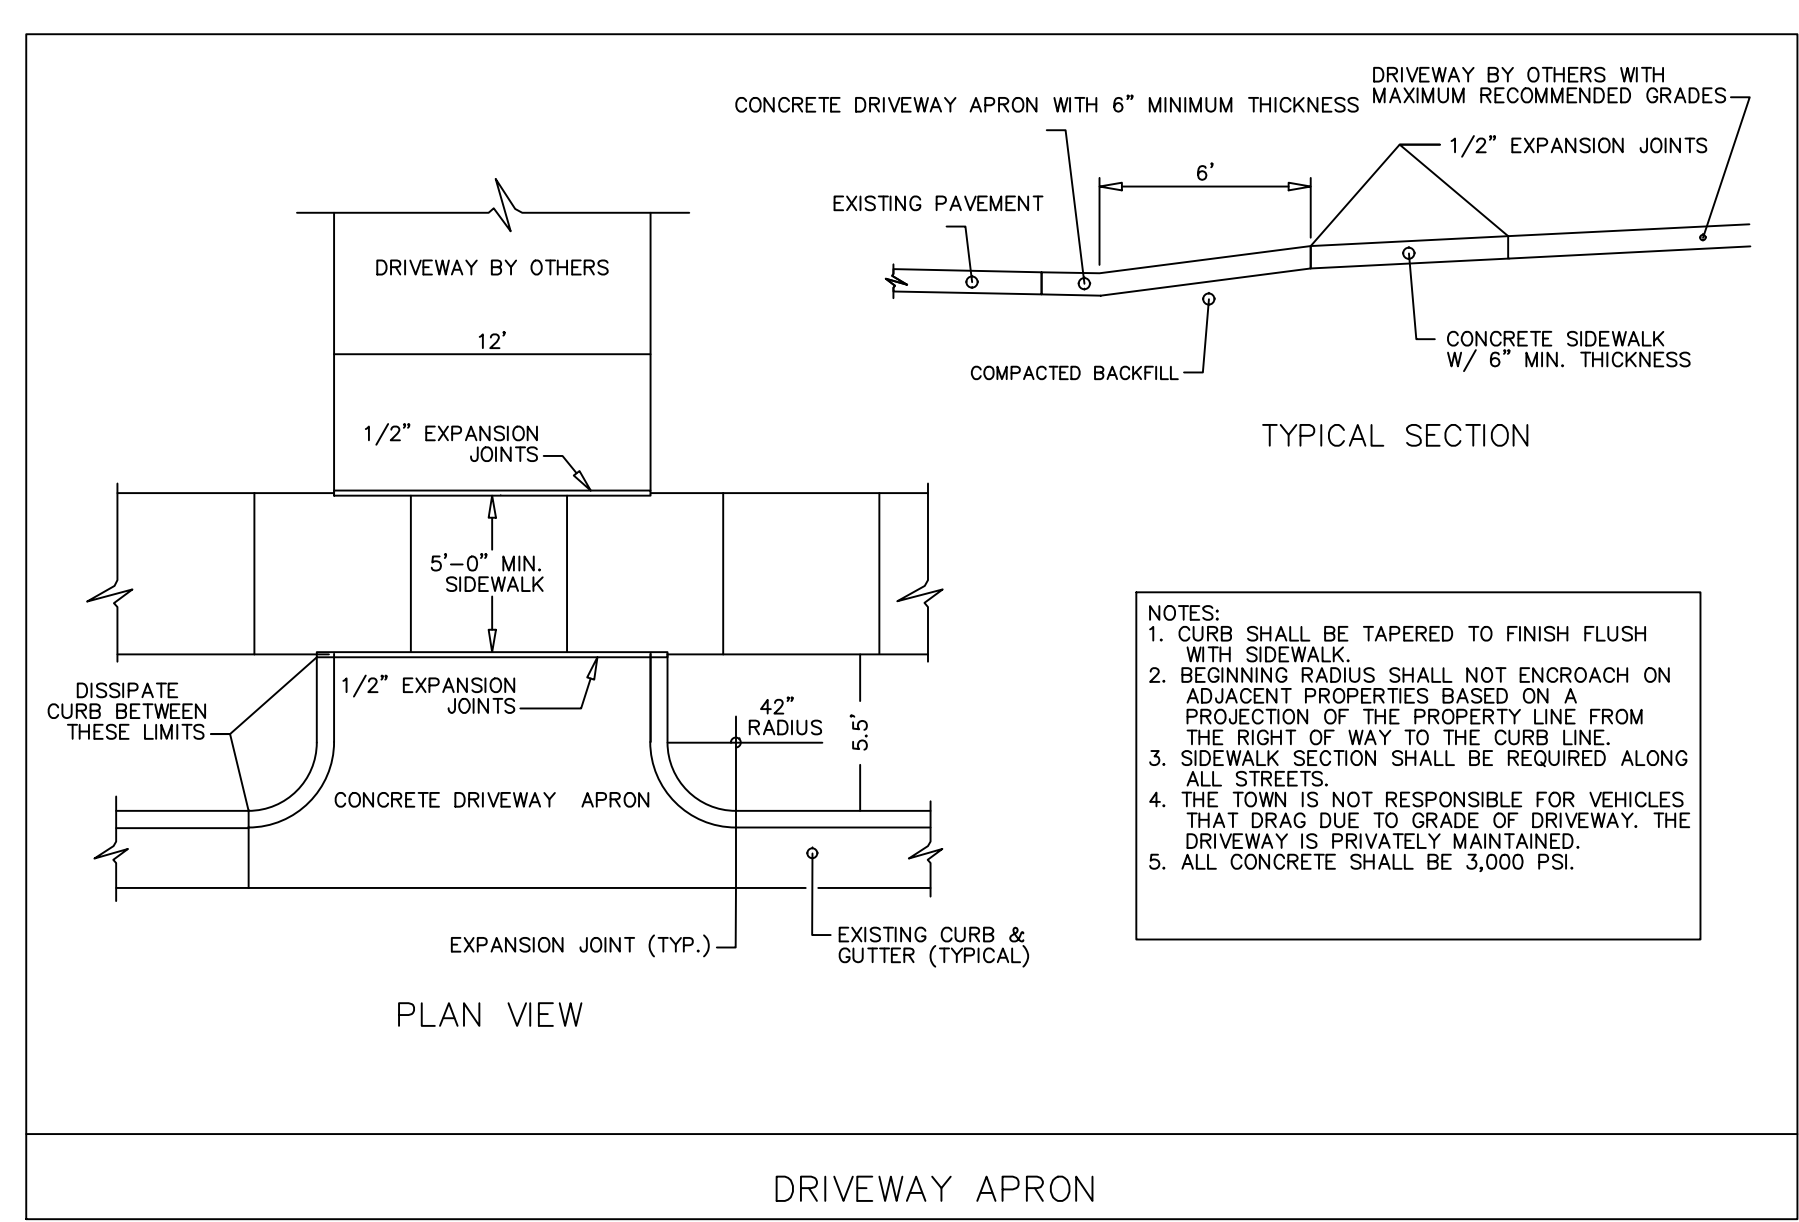 CONCRETE DRIVEWAY APRON WITH 6" MINIMUM THICKNESS
DRIVEWAY BY OTHERS WITH
MAXIMUM RECOMMENDED GRADES
1/2" EXPANSION JOINTS
6'
EXISTING PAVEMENT
CONCRETE SIDEWALK
W/ 6" MIN. THICKNESS
COMPACTED BACKFILL
TYPICAL SECTION
DRIVEWAY BY OTHERS
12'
1/2" EXPANSION
JOINTS
5'-0" MIN.
SIDEWALK
DISSIPATE
CURB BETWEEN
THESE LIMITS
1/2" EXPANSION
JOINTS
42"
RADIUS
5.5'
CONCRETE DRIVEWAY APRON
EXPANSION JOINT (TYP.)
EXISTING CURB &
GUTTER (TYPICAL)
PLAN VIEW
NOTES:
1. CURB SHALL BE TAPERED TO FINISH FLUSH
WITH SIDEWALK.
2. BEGINNING RADIUS SHALL NOT ENCROACH ON
ADJACENT PROPERTIES BASED ON A
PROJECTION OF THE PROPERTY LINE FROM
THE RIGHT OF WAY TO THE CURB LINE.
3. SIDEWALK SECTION SHALL BE REQUIRED ALONG
ALL STREETS.
4. THE TOWN IS NOT RESPONSIBLE FOR VEHICLES
THAT DRAG DUE TO GRADE OF DRIVEWAY. THE
DRIVEWAY IS PRIVATELY MAINTAINED.
5. ALL CONCRETE SHALL BE 3,000 PSI.
DRIVEWAY APRON